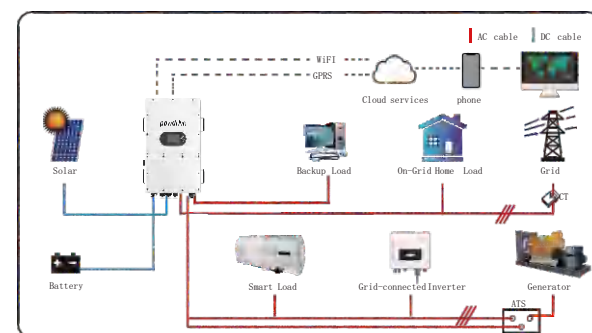 AC cable
DC cable
WiFI
GPRS
Cloud services
phone
Solar
Backup Load
On-Grid Home Load
Grid
CT
Battery
Smart Load
Grid-connected Inverter
Generator
ATS